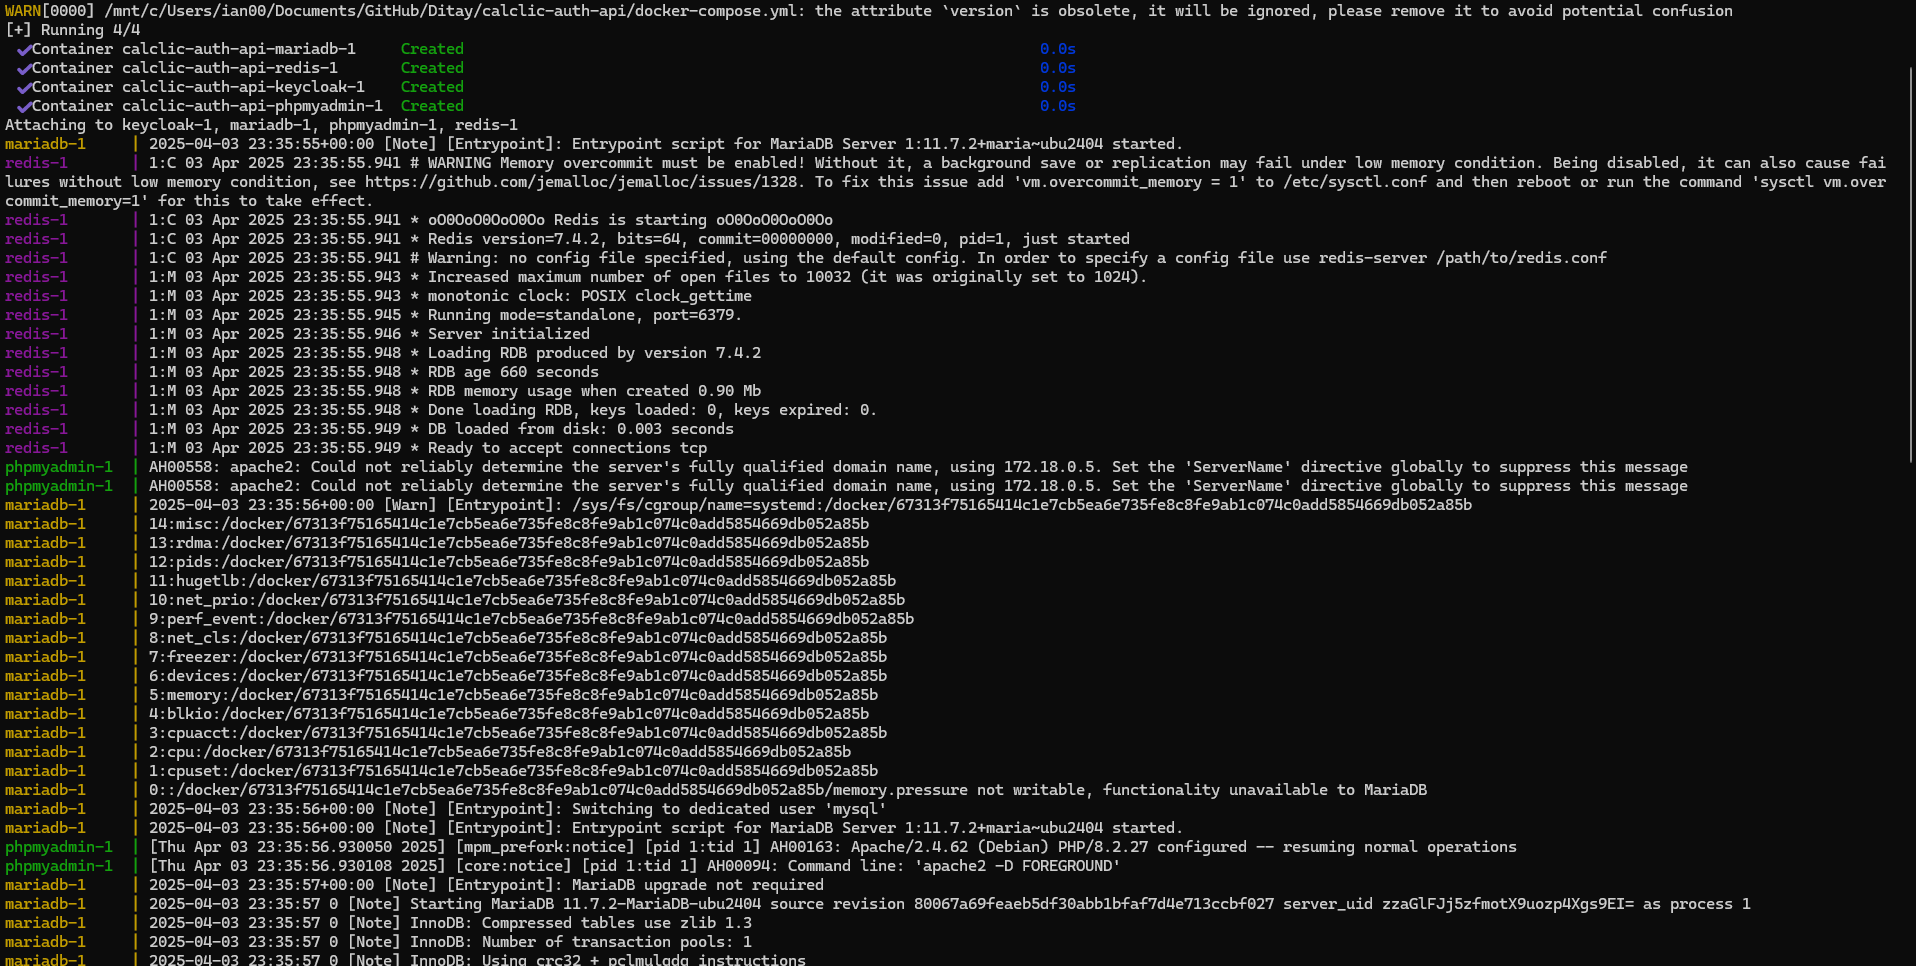 WARN[0000] /mnt/c/Users/ian00/Documents/GitHub/Ditay/calclic-auth-api/docker-compose.yml: the attribute `version` is obsolete, it will be ignored, please remove it to avoid potential confusion
[+] Running 4/4
✔Container calclic-auth-api-mariadb-1 Created 0.0s
✔Container calclic-auth-api-redis-1 Created 0.0s
✔Container calclic-auth-api-keycloak-1 Created 0.0s
✔Container calclic-auth-api-phpmyadmin-1 Created 0.0s
Attaching to keycloak-1, mariadb-1, phpmyadmin-1, redis-1
mariadb-1 | 2025-04-03 23:35:55+00:00 [Note] [Entrypoint]: Entrypoint script for MariaDB Server 1:11.7.2+maria~ubu2404 started.
redis-1 | 1:C 03 Apr 2025 23:35:55.941 # WARNING Memory overcommit must be enabled! Without it, a background save or replication may fail under low memory condition. Being disabled, it can also cause fai
lures without low memory condition, see https://github.com/jemalloc/jemalloc/issues/1328. To fix this issue add 'vm.overcommit_memory = 1' to /etc/sysctl.conf and then reboot or run the command 'sysctl vm.over
commit_memory=1' for this to take effect.
redis-1 | 1:C 03 Apr 2025 23:35:55.941 * oO0OoO0OoO0Oo Redis is starting oO0OoO0OoO0Oo
redis-1 | 1:C 03 Apr 2025 23:35:55.941 * Redis version=7.4.2, bits=64, commit=00000000, modified=0, pid=1, just started
redis-1 | 1:C 03 Apr 2025 23:35:55.941 # Warning: no config file specified, using the default config. In order to specify a config file use redis-server /path/to/redis.conf
redis-1 | 1:M 03 Apr 2025 23:35:55.943 * Increased maximum number of open files to 10032 (it was originally set to 1024).
redis-1 | 1:M 03 Apr 2025 23:35:55.943 * monotonic clock: POSIX clock_gettime
redis-1 | 1:M 03 Apr 2025 23:35:55.945 * Running mode=standalone, port=6379.
redis-1 | 1:M 03 Apr 2025 23:35:55.946 * Server initialized
redis-1 | 1:M 03 Apr 2025 23:35:55.948 * Loading RDB produced by version 7.4.2
redis-1 | 1:M 03 Apr 2025 23:35:55.948 * RDB age 660 seconds
redis-1 | 1:M 03 Apr 2025 23:35:55.948 * RDB memory usage when created 0.90 Mb
redis-1 | 1:M 03 Apr 2025 23:35:55.948 * Done loading RDB, keys loaded: 0, keys expired: 0.
redis-1 | 1:M 03 Apr 2025 23:35:55.949 * DB loaded from disk: 0.003 seconds
redis-1 | 1:M 03 Apr 2025 23:35:55.949 * Ready to accept connections tcp
phpmyadmin-1 | AH00558: apache2: Could not reliably determine the server's fully qualified domain name, using 172.18.0.5. Set the 'ServerName' directive globally to suppress this message
phpmyadmin-1 | AH00558: apache2: Could not reliably determine the server's fully qualified domain name, using 172.18.0.5. Set the 'ServerName' directive globally to suppress this message
mariadb-1 | 2025-04-03 23:35:56+00:00 [Warn] [Entrypoint]: /sys/fs/cgroup/name=systemd:/docker/67313f75165414c1e7cb5ea6e735fe8c8fe9ab1c074c0add5854669db052a85b
mariadb-1 | 14:misc:/docker/67313f75165414c1e7cb5ea6e735fe8c8fe9ab1c074c0add5854669db052a85b
mariadb-1 | 13:rdma:/docker/67313f75165414c1e7cb5ea6e735fe8c8fe9ab1c074c0add5854669db052a85b
mariadb-1 | 12:pids:/docker/67313f75165414c1e7cb5ea6e735fe8c8fe9ab1c074c0add5854669db052a85b
mariadb-1 | 11:hugetlb:/docker/67313f75165414c1e7cb5ea6e735fe8c8fe9ab1c074c0add5854669db052a85b
mariadb-1 | 10:net_prio:/docker/67313f75165414c1e7cb5ea6e735fe8c8fe9ab1c074c0add5854669db052a85b
mariadb-1 | 9:perf_event:/docker/67313f75165414c1e7cb5ea6e735fe8c8fe9ab1c074c0add5854669db052a85b
mariadb-1 | 8:net_cls:/docker/67313f75165414c1e7cb5ea6e735fe8c8fe9ab1c074c0add5854669db052a85b
mariadb-1 | 7:freezer:/docker/67313f75165414c1e7cb5ea6e735fe8c8fe9ab1c074c0add5854669db052a85b
mariadb-1 | 6:devices:/docker/67313f75165414c1e7cb5ea6e735fe8c8fe9ab1c074c0add5854669db052a85b
mariadb-1 | 5:memory:/docker/67313f75165414c1e7cb5ea6e735fe8c8fe9ab1c074c0add5854669db052a85b
mariadb-1 | 4:blkio:/docker/67313f75165414c1e7cb5ea6e735fe8c8fe9ab1c074c0add5854669db052a85b
mariadb-1 | 3:cpuacct:/docker/67313f75165414c1e7cb5ea6e735fe8c8fe9ab1c074c0add5854669db052a85b
mariadb-1 | 2:cpu:/docker/67313f75165414c1e7cb5ea6e735fe8c8fe9ab1c074c0add5854669db052a85b
mariadb-1 | 1:cpuset:/docker/67313f75165414c1e7cb5ea6e735fe8c8fe9ab1c074c0add5854669db052a85b
mariadb-1 | 0::/docker/67313f75165414c1e7cb5ea6e735fe8c8fe9ab1c074c0add5854669db052a85b/memory.pressure not writable, functionality unavailable to MariaDB
mariadb-1 | 2025-04-03 23:35:56+00:00 [Note] [Entrypoint]: Switching to dedicated user 'mysql'
mariadb-1 | 2025-04-03 23:35:56+00:00 [Note] [Entrypoint]: Entrypoint script for MariaDB Server 1:11.7.2+maria~ubu2404 started.
phpmyadmin-1 | [Thu Apr 03 23:35:56.930050 2025] [mpm_prefork:notice] [pid 1:tid 1] AH00163: Apache/2.4.62 (Debian) PHP/8.2.27 configured -- resuming normal operations
phpmyadmin-1 | [Thu Apr 03 23:35:56.930108 2025] [core:notice] [pid 1:tid 1] AH00094: Command line: 'apache2 -D FOREGROUND'
mariadb-1 | 2025-04-03 23:35:57+00:00 [Note] [Entrypoint]: MariaDB upgrade not required
mariadb-1 | 2025-04-03 23:35:57 0 [Note] Starting MariaDB 11.7.2-MariaDB-ubu2404 source revision 80067a69feaeb5df30abb1bfaf7d4e713ccbf027 server_uid zzaGlFJj5zfmotX9uozp4Xgs9EI= as process 1
mariadb-1 | 2025-04-03 23:35:57 0 [Note] InnoDB: Compressed tables use zlib 1.3
mariadb-1 | 2025-04-03 23:35:57 0 [Note] InnoDB: Number of transaction pools: 1
mariadb-1 | 2025-04-03 23:35:57 0 [Note] InnoDB: Using crc32 + pclmulqdq instructions